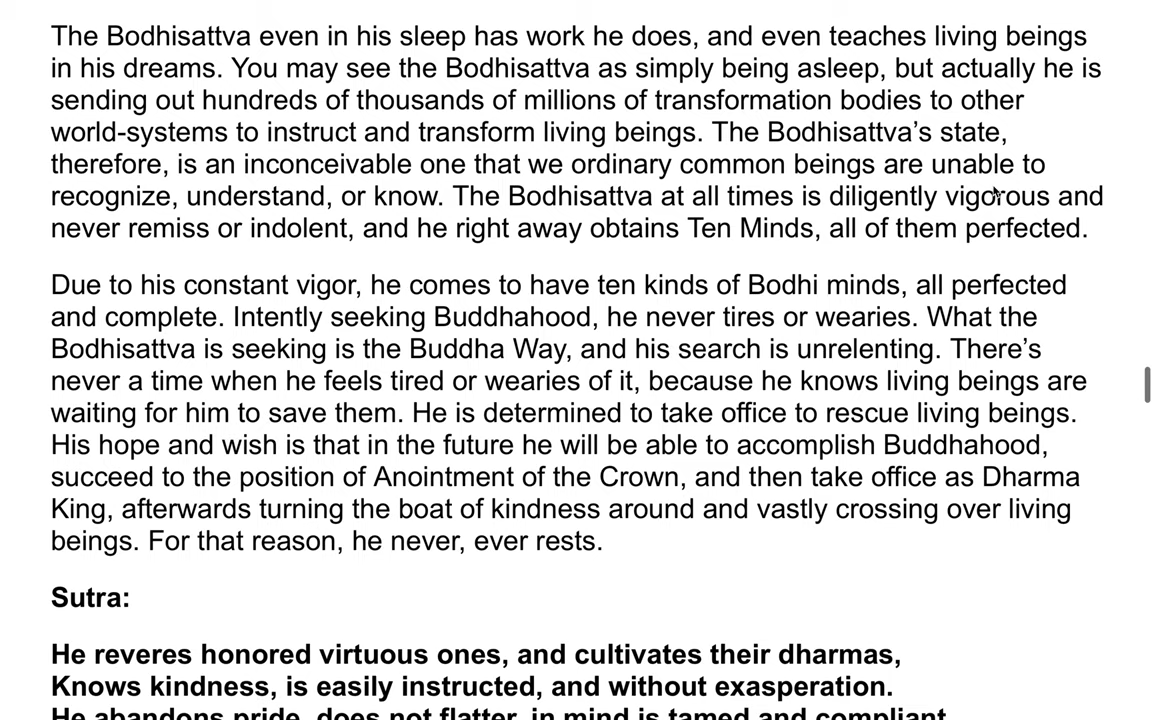 The Bodhisattva even in his sleep has work he does, and even teaches living beings
in his dreams. You may see the Bodhisattva as simply being asleep, but actually he is
sending out hundreds of thousands of millions of transformation bodies to other
world-systems to instruct and transform living beings. The Bodhisattva’s state,
therefore, is an inconceivable one that we ordinary common beings are unable to
recognize, understand, or know. The Bodhisattva at all times is diligently vigorous and
never remiss or indolent, and he right away obtains Ten Minds, all of them perfected.
Due to his constant vigor, he comes to have ten kinds of Bodhi minds, all perfected
and complete. Intently seeking Buddhahood, he never tires or wearies. What the
Bodhisattva is seeking is the Buddha Way, and his search is unrelenting. There’s
never a time when he feels tired or wearies of it, because he knows living beings are
waiting for him to save them. He is determined to take office to rescue living beings.
His hope and wish is that in the future he will be able to accomplish Buddhahood,
succeed to the position of Anointment of the Crown, and then take office as Dharma
King, afterwards turning the boat of kindness around and vastly crossing over living
beings. For that reason, he never, ever rests.
Sutra:
He reveres honored virtuous ones, and cultivates their dharmas,
Knows kindness, is easily instructed, and without exasperation.
He abandons pride, does not flatter, in mind is tamed and compliant